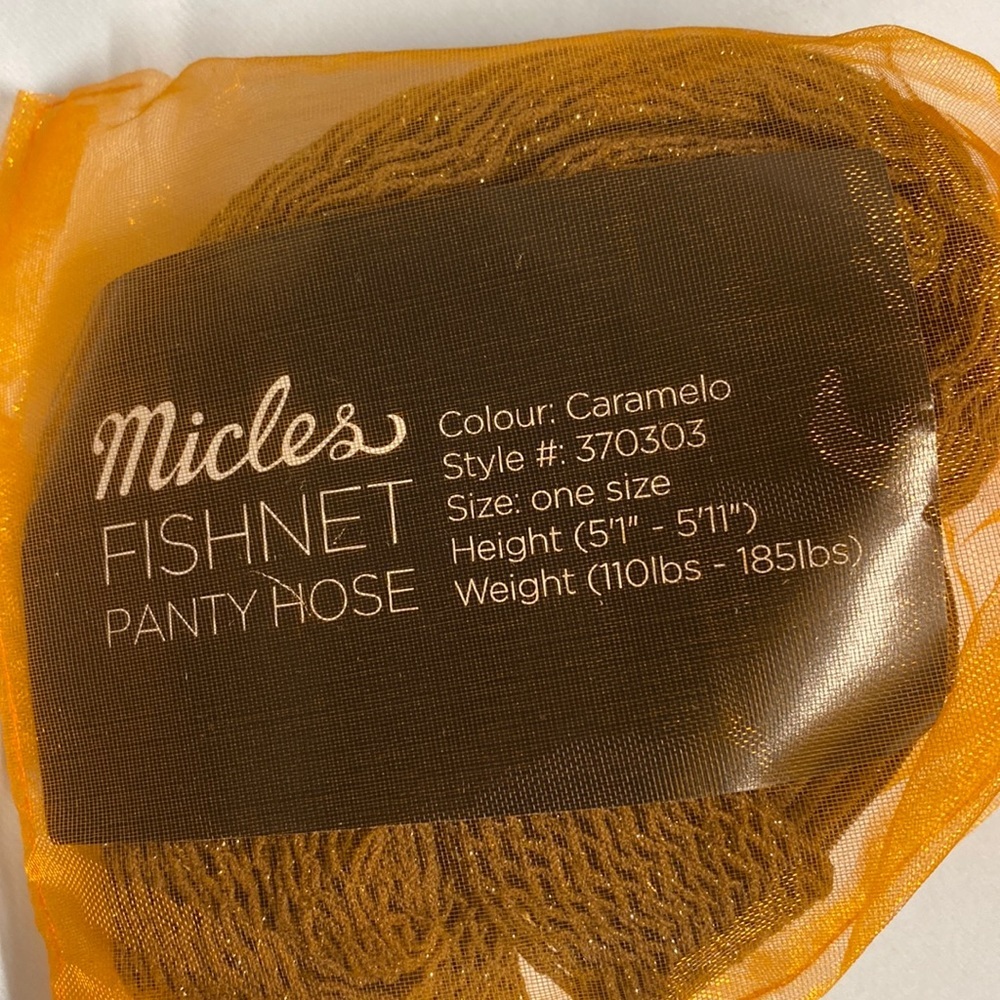 Micles
FISHNET
PANTY HOSE
Colour: Caramelo
Style #: 370303
Size: one size
Height (5'1" - 5'11")
Weight (110lbs - 185lbs)